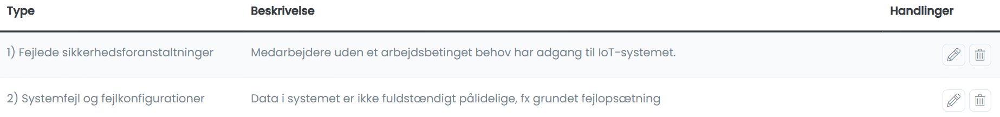 Type Beskrivelse Handlinger
1) Fejlede sikkerhedsforanstaltninger Medarbejdere uden et arbejdsbetinget behov har adgang til IoT-systemet.
2) Systemfejl og fejlkonfigurationer Data i systemet er ikke fuldstændigt pålidelige, fx grundet fejlopsætning